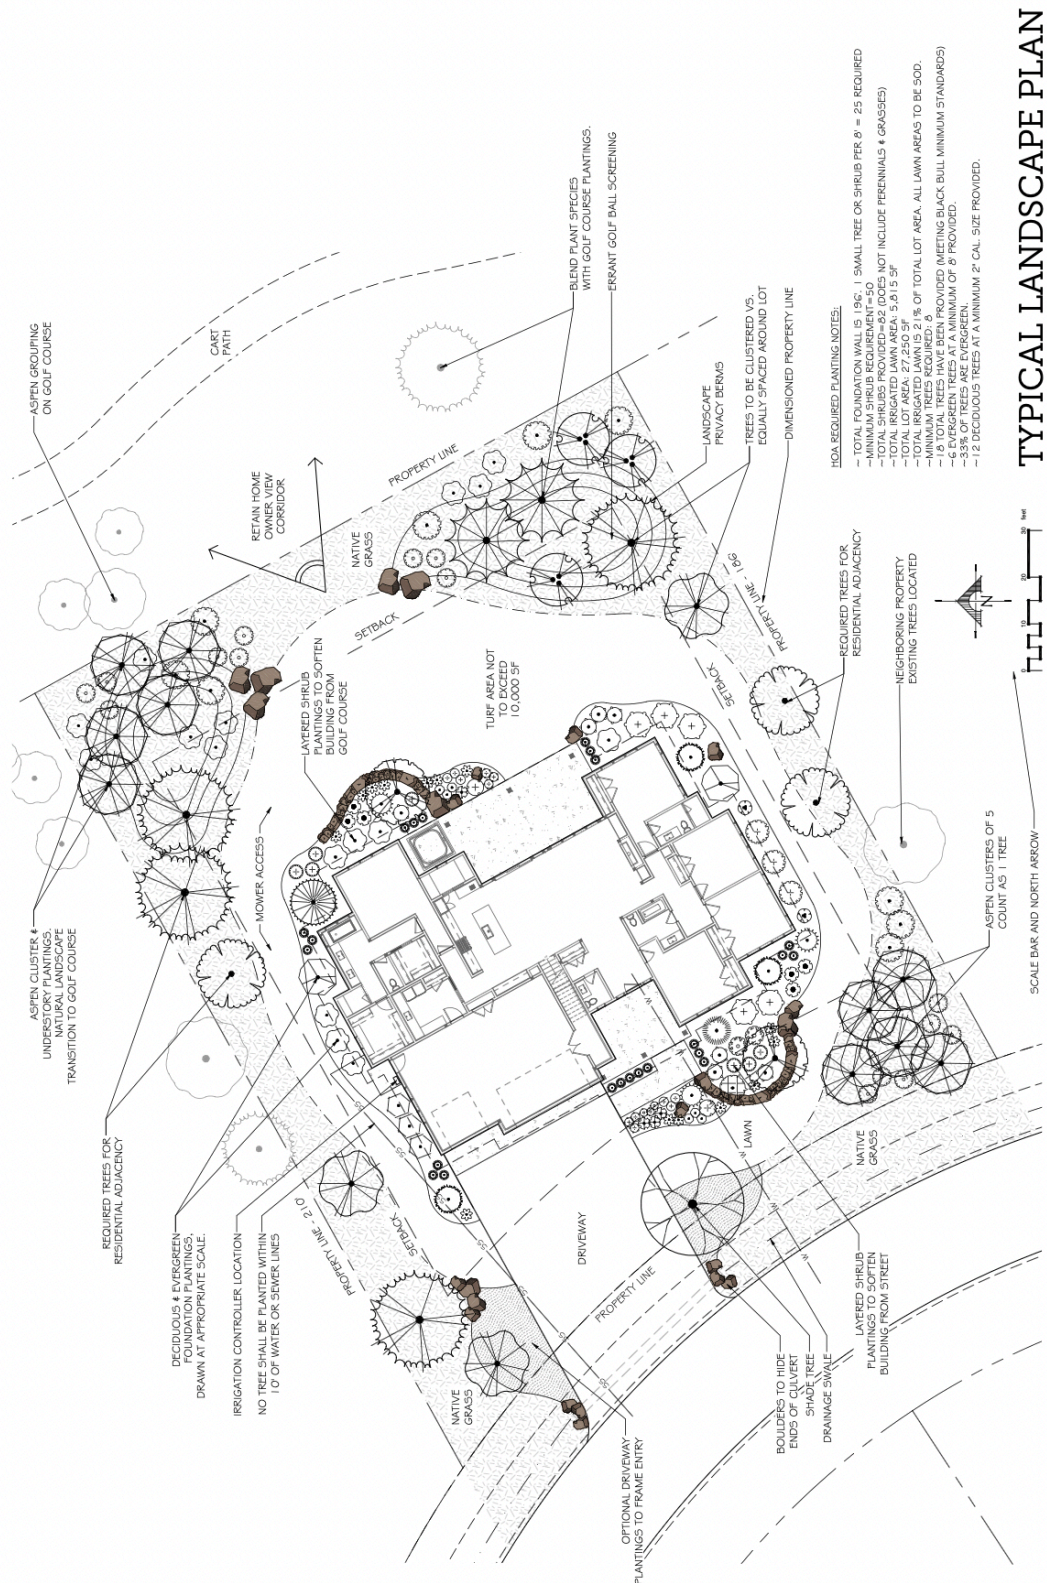 TYPICAL LANDSCAPE PLAN
ASPEN GROUPING
ON GOLF COURSE
CART
PATH
BLEND PLANT SPECIES
WITH GOLF COURSE PLANTINGS.
ERRANT GOLF BALL SCREENING
RETAIN HOME
OWNER VIEW
CORRIDOR
PROPERTY LINE
NATIVE
GRASS
SETBACK
LANDSCAPE
PRIVACY BERMS
TREES TO BE CLUSTERED VS.
EQUALLY SPACED AROUND LOT
DIMENSIONED PROPERTY LINE
HOA REQUIRED PLANTING NOTES:
- TOTAL FOUNDATION WALL IS 196'. 1 SMALL TREE OR SHRUB PER 8' = 25 REQUIRED
-MINIMUM SHRUB REQUIREMENT=50
-TOTAL SHRUBS PROVIDED=82 (DOES NOT INCLUDE PERENNIALS & GRASSES)
-TOTAL IRRIGATED LAWN AREA: 5,815 SF
-TOTAL LOT AREA: 27,250 SF
-TOTAL IRRIGATED LAWN IS 21% OF TOTAL LOT AREA. ALL LAWN AREAS TO BE SOD.
-MINIMUM TREES REQUIRED: 8
-18 TOTAL TREES HAVE BEEN PROVIDED (MEETING BLACK BULL MINIMUM STANDARDS)
-6 EVERGREEN TREES AT A MINIMUM OF 8' PROVIDED.
-33% OF TREES ARE EVERGREEN.
-12 DECIDUOUS TREES AT A MINIMUM 2" CAL. SIZE PROVIDED.
LAYERED SHRUB
PLANTINGS TO SOFTEN
BUILDING FROM
GOLF COURSE
TURF AREA NOT
TO EXCEED
10,000 SF
SETBACK
REQUIRED TREES FOR
RESIDENTIAL ADJACENCY
NEIGHBORING PROPERTY
EXISTING TREES LOCATED
N
0 10 20 30 feet
SCALE BAR AND NORTH ARROW
ASPEN CLUSTERS OF 5
COUNT AS 1 TREE
ASPEN CLUSTER &
UNDERSTORY PLANTINGS.
NATURAL LANDSCAPE
TRANSITION TO GOLF COURSE
MOWER ACCESS
REQUIRED TREES FOR
RESIDENTIAL ADJACENCY
DECIDUOUS & EVERGREEN
FOUNDATION PLANTINGS,
DRAWN AT APPROPRIATE SCALE.
IRRIGATION CONTROLLER LOCATION
NO TREE SHALL BE PLANTED WITHIN
10' OF WATER OR SEWER LINES
PROPERTY LINE - 210'
SETBACK
NATIVE
GRASS
DRIVEWAY
PROPERTY LINE
LAWN
NATIVE
GRASS
W
W
W
W
SS
SS
SS
SS
SS
OPTIONAL DRIVEWAY
PLANTINGS TO FRAME ENTRY
BOULDERS TO HIDE
ENDS OF CULVERT
SHADE TREE
DRAINAGE SWALE
LAYERED SHRUB
PLANTINGS TO SOFTEN
BUILDING FROM STREET